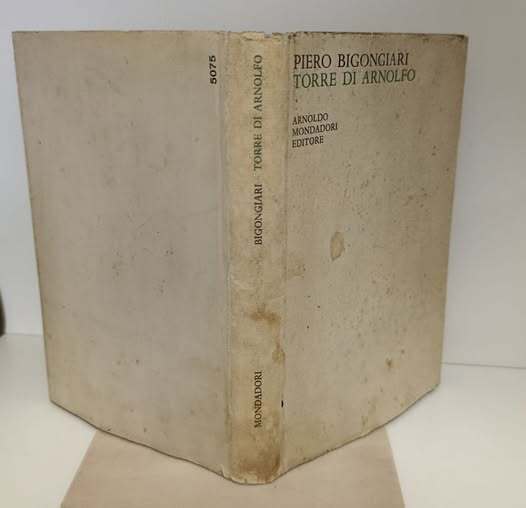 PIERO BIGONGIARI
TORRE DI ARNOLFO
ARNOLDO
MONDADORI
EDITORE
MONDADORI BIGONGIARI · TORRE DI ARNOLFO
5075